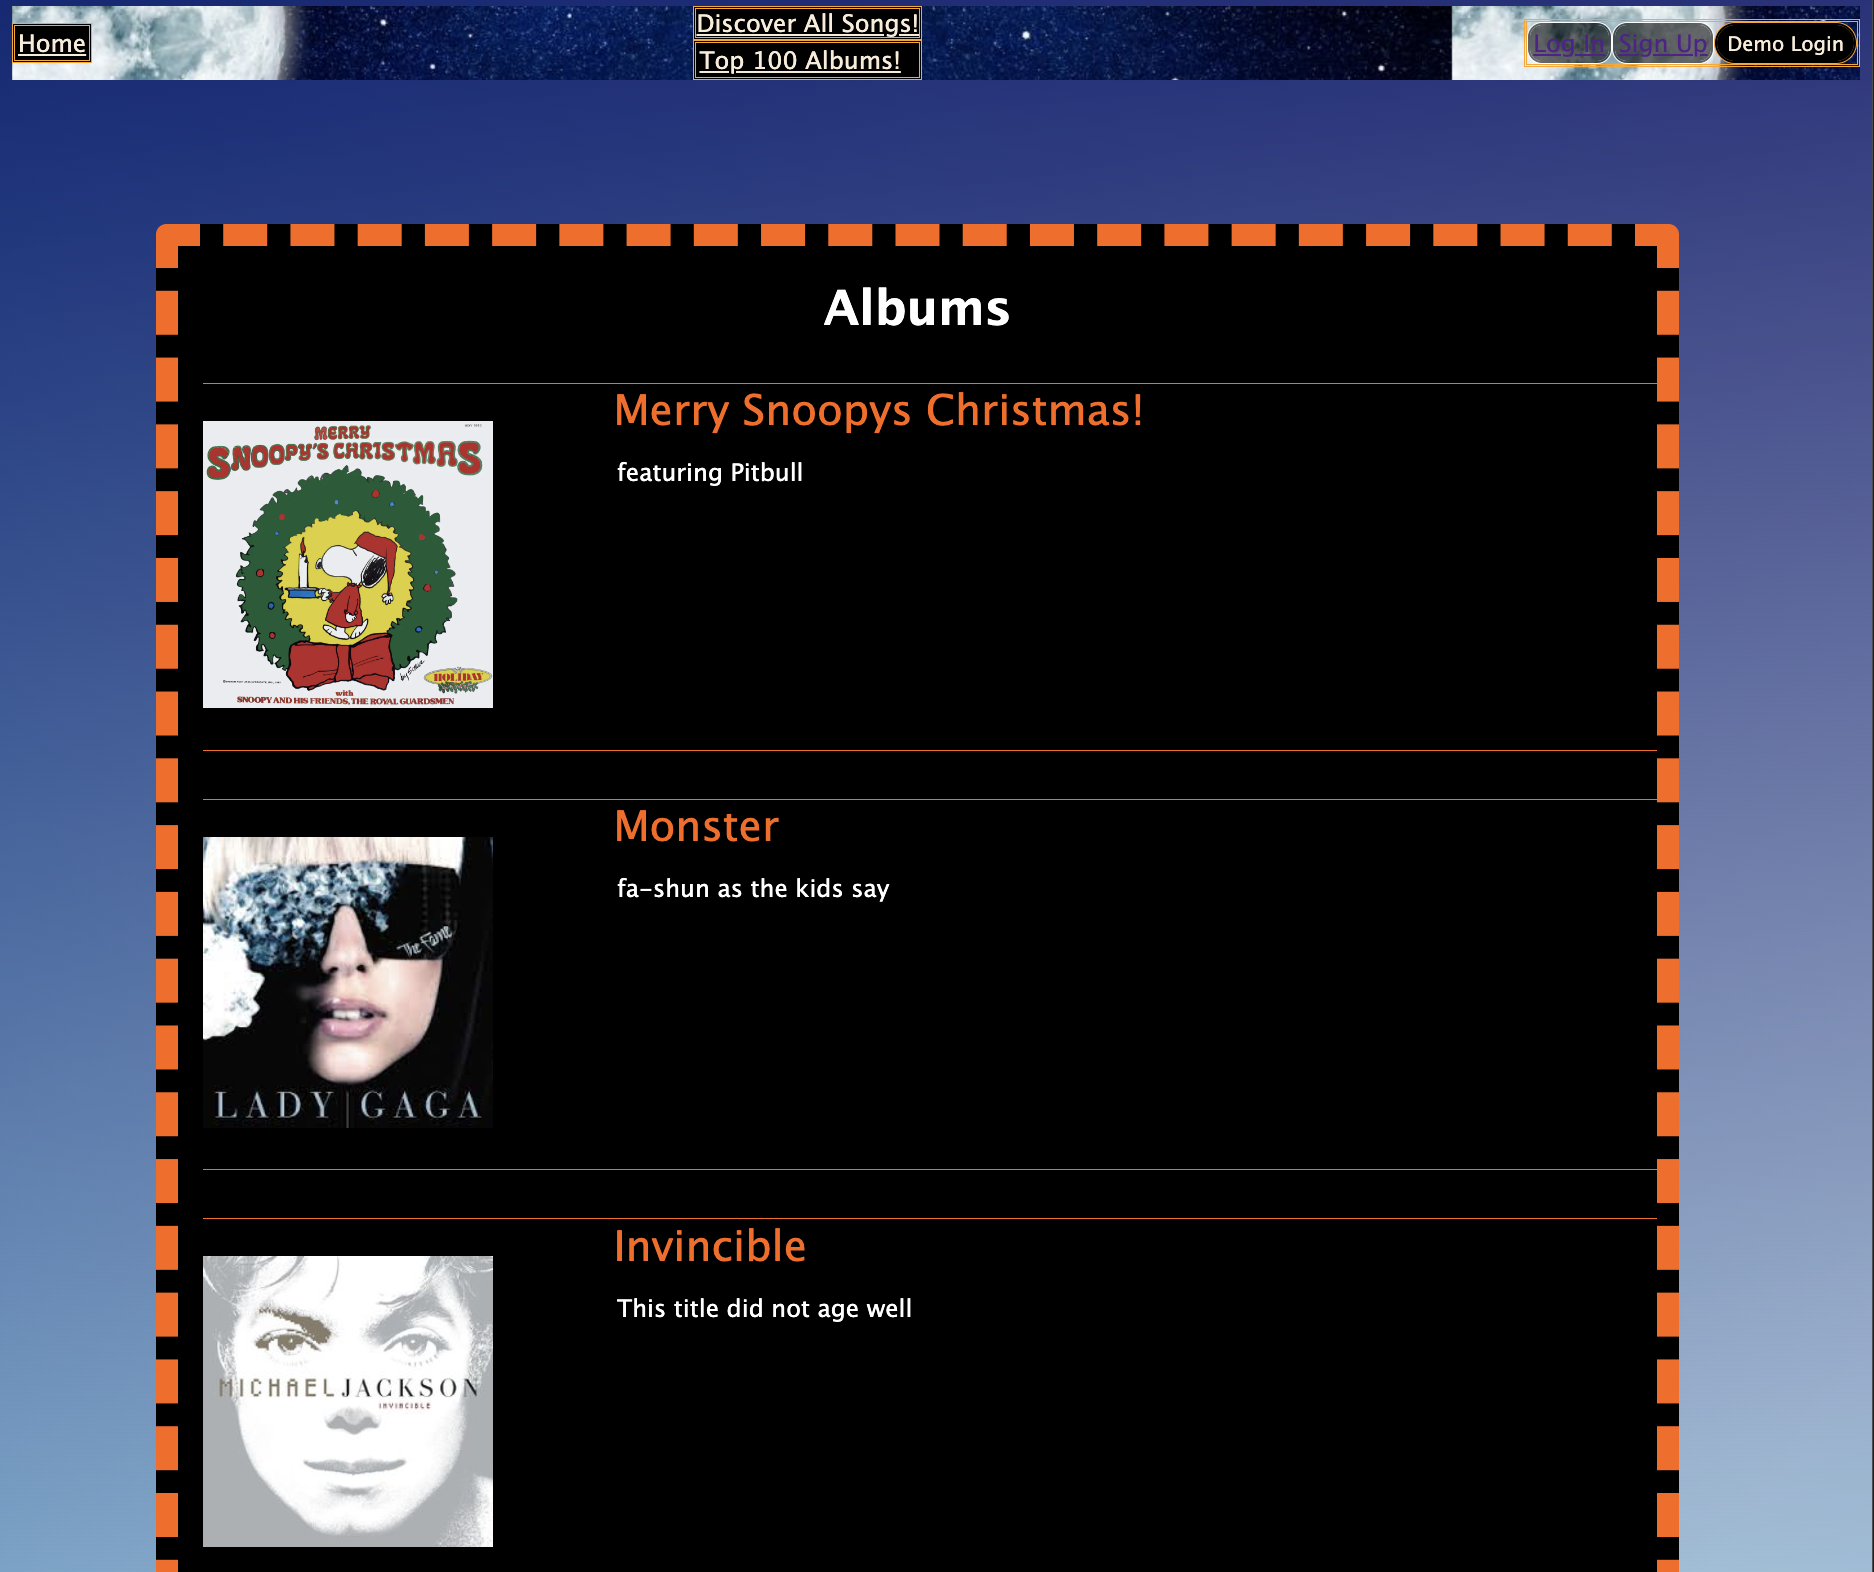 Home
Discover All Songs!
Top 100 Albums!
Log In
Sign Up
Demo Login
Albums
Merry Snoopys Christmas!
featuring Pitbull
MERRY
SNOOPY'S CHRISTMAS
HOLIDAY
with
SNOOPY AND HIS FRIENDS, THE ROYAL GUARDSMEN
Monster
fa-shun as the kids say
The Fame
LADY GAGA
Invincible
This title did not age well
MICHAEL JACKSON
INVINCIBLE